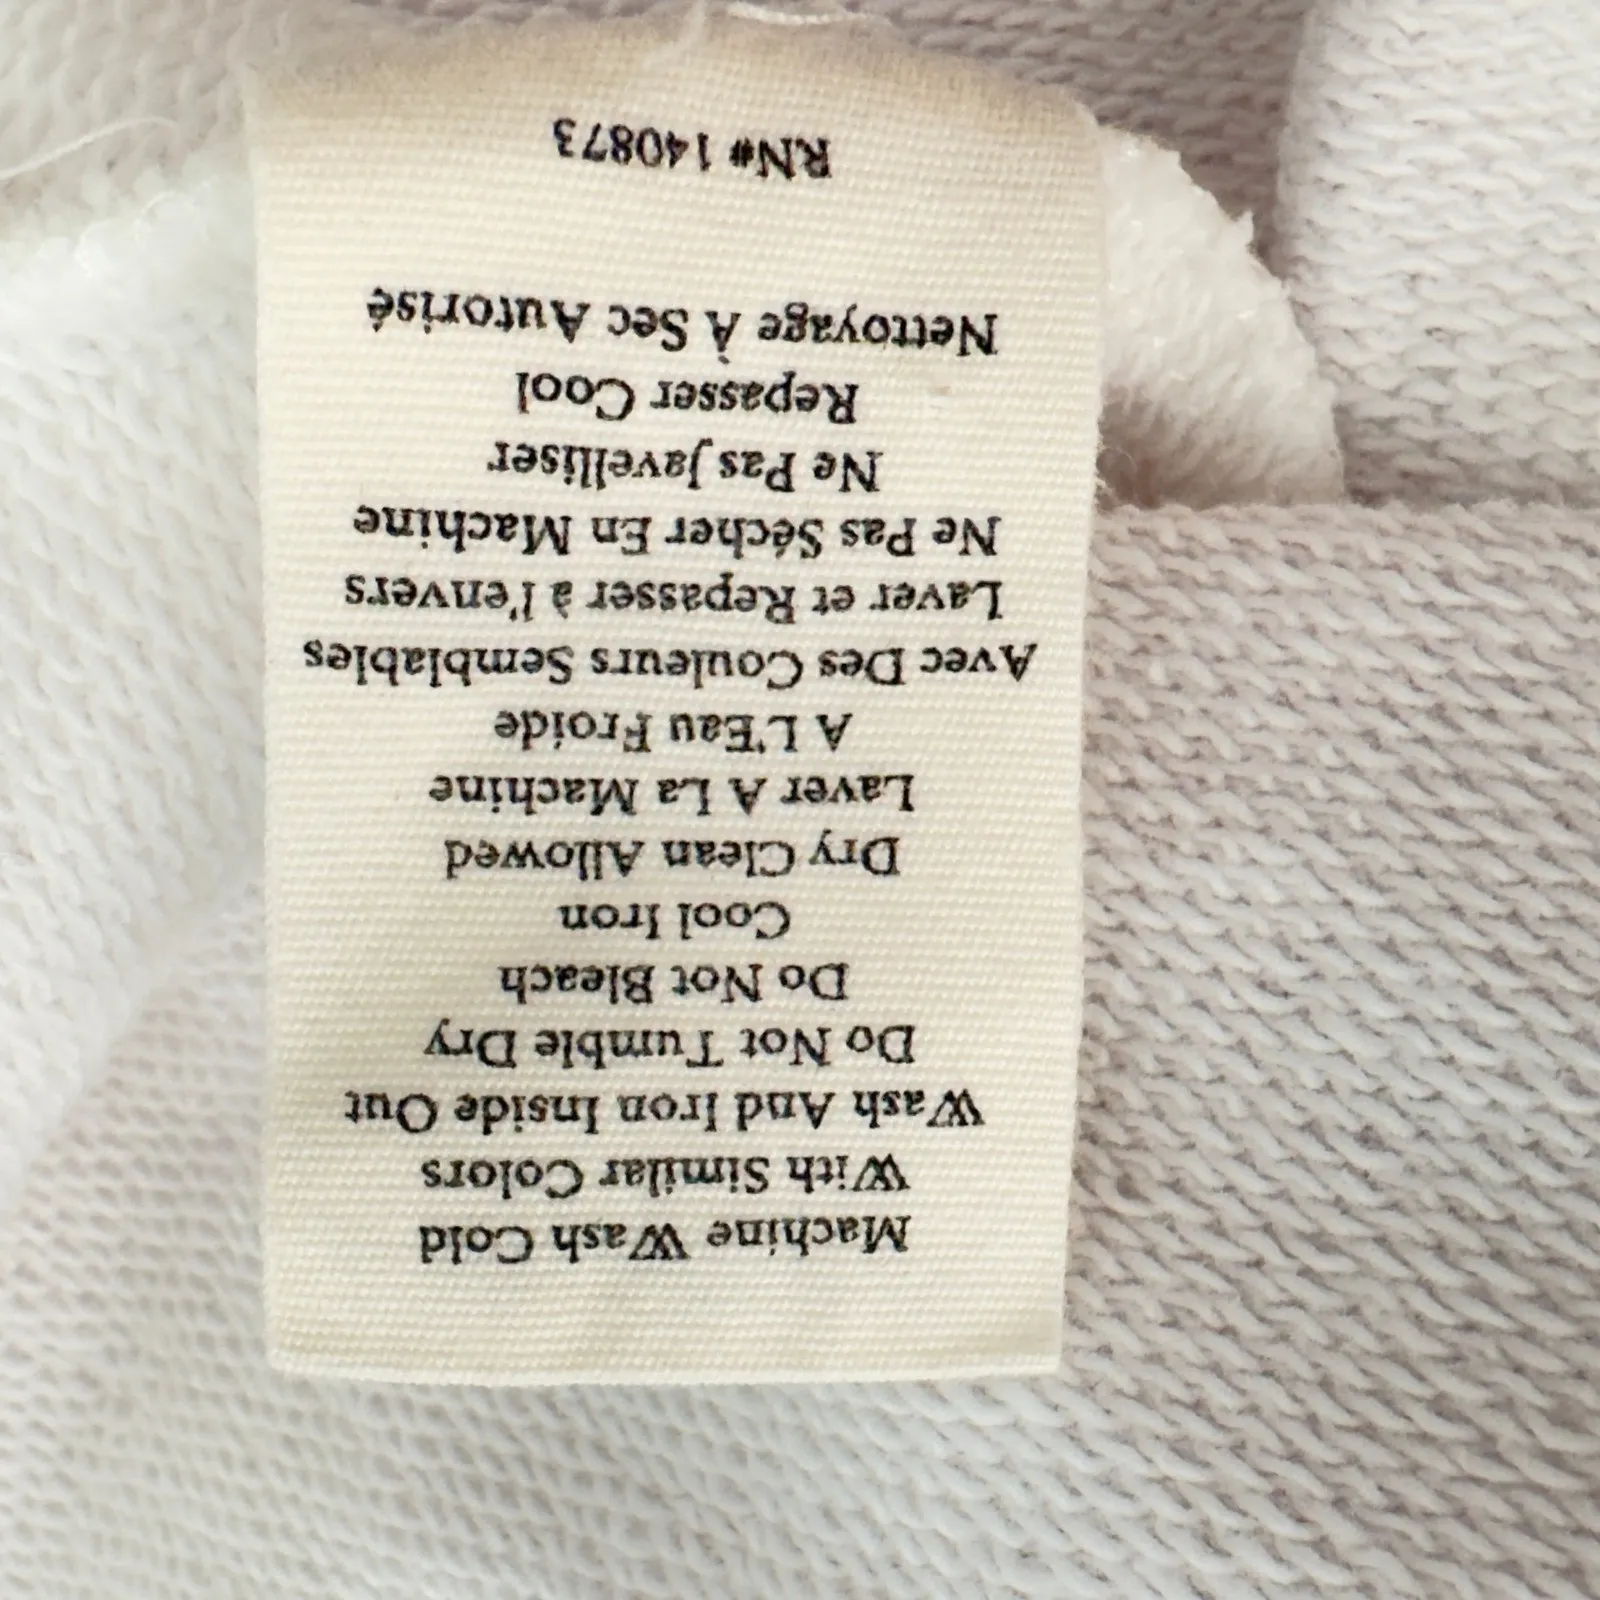 Machine Wash Cold
With Similar Colors
Wash And Iron Inside Out
Do Not Tumble Dry
Do Not Bleach
Cool Iron
Dry Clean Allowed
Laver A La Machine
A L'Eau Froide
Avec Des Couleurs Semblables
Laver et Repasser à l'envers
Ne Pas Sécher En Machine
Ne Pas Javelliser
Repasser Cool
Nettoyage À Sec Autorisé
RN# 140873